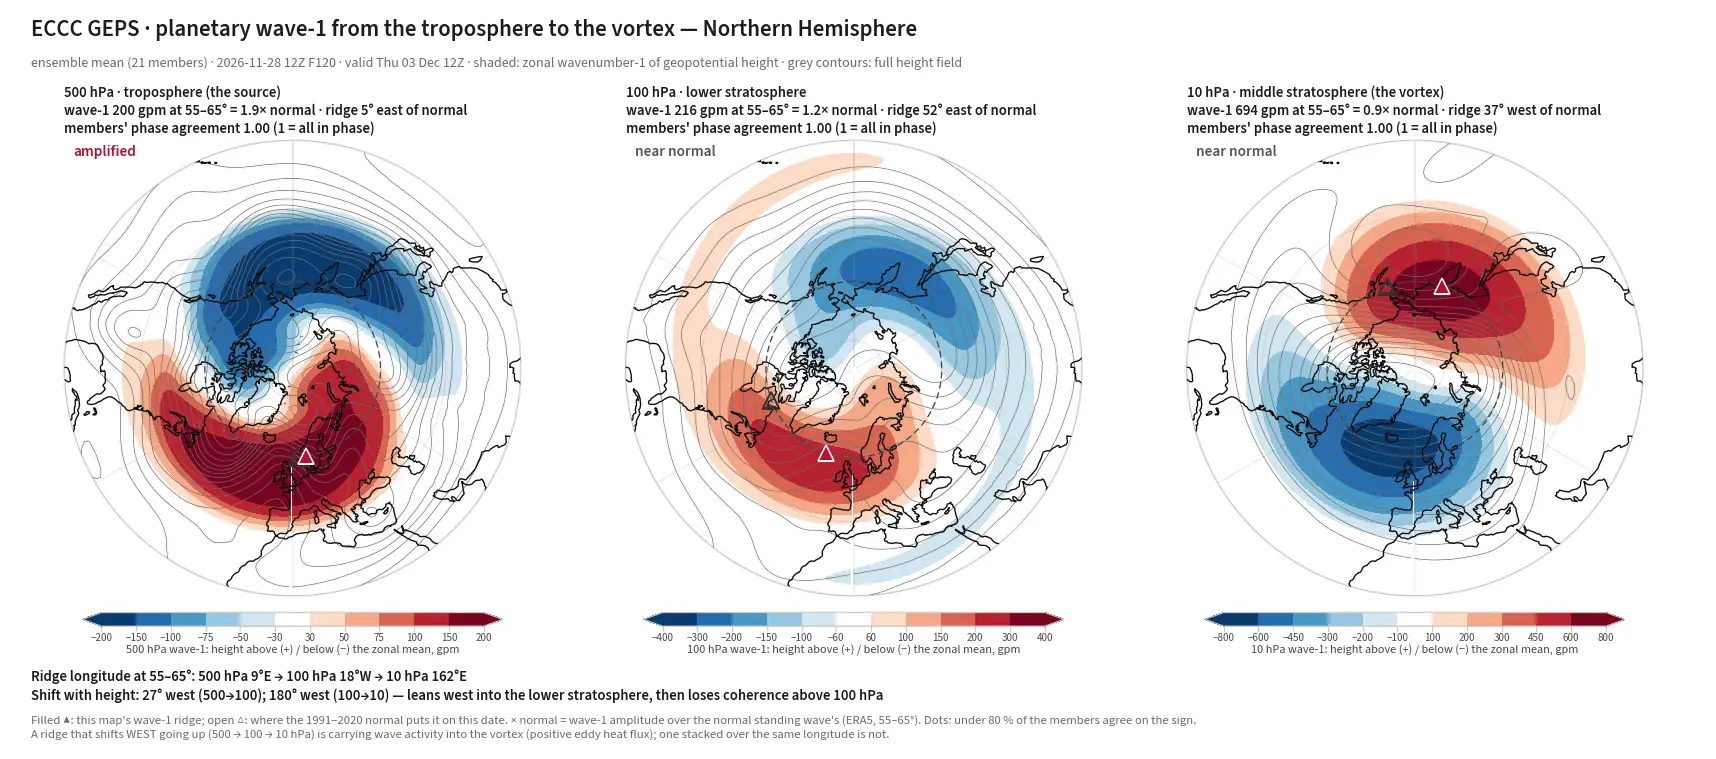 ECCC GEPS · planetary wave-1 from the troposphere to the vortex — Northern Hemisphere
ensemble mean (21 members) · 2026-11-28 12Z F120 · valid Thu 03 Dec 12Z · shaded: zonal wavenumber-1 of geopotential height · grey contours: full height field
500 hPa · troposphere (the source)
wave-1 200 gpm at 55–65° = 1.9× normal · ridge 5° east of normal
members' phase agreement 1.00 (1 = all in phase)
amplified
100 hPa · lower stratosphere
wave-1 216 gpm at 55–65° = 1.2× normal · ridge 52° east of normal
members' phase agreement 1.00 (1 = all in phase)
near normal
10 hPa · middle stratosphere (the vortex)
wave-1 694 gpm at 55–65° = 0.9× normal · ridge 37° west of normal
members' phase agreement 1.00 (1 = all in phase)
near normal
−200 −150 −100 −75 −50 −30 30 50 75 100 150 200
500 hPa wave-1: height above (+) / below (−) the zonal mean, gpm
−400 −300 −200 −150 −100 −60 60 100 150 200 300 400
100 hPa wave-1: height above (+) / below (−) the zonal mean, gpm
−800 −600 −450 −300 −200 −100 100 200 300 450 600 800
10 hPa wave-1: height above (+) / below (−) the zonal mean, gpm
Ridge longitude at 55–65°: 500 hPa 9°E → 100 hPa 18°W → 10 hPa 162°E
Shift with height: 27° west (500→100); 180° west (100→10) — leans west into the lower stratosphere, then loses coherence above 100 hPa
Filled ▲: this map's wave-1 ridge; open △: where the 1991–2020 normal puts it on this date. × normal = wave-1 amplitude over the normal standing wave's (ERA5, 55–65°). Dots: under 80 % of the members agree on the sign.
A ridge that shifts WEST going up (500 → 100 → 10 hPa) is carrying wave activity into the vortex (positive eddy heat flux); one stacked over the same longitude is not.